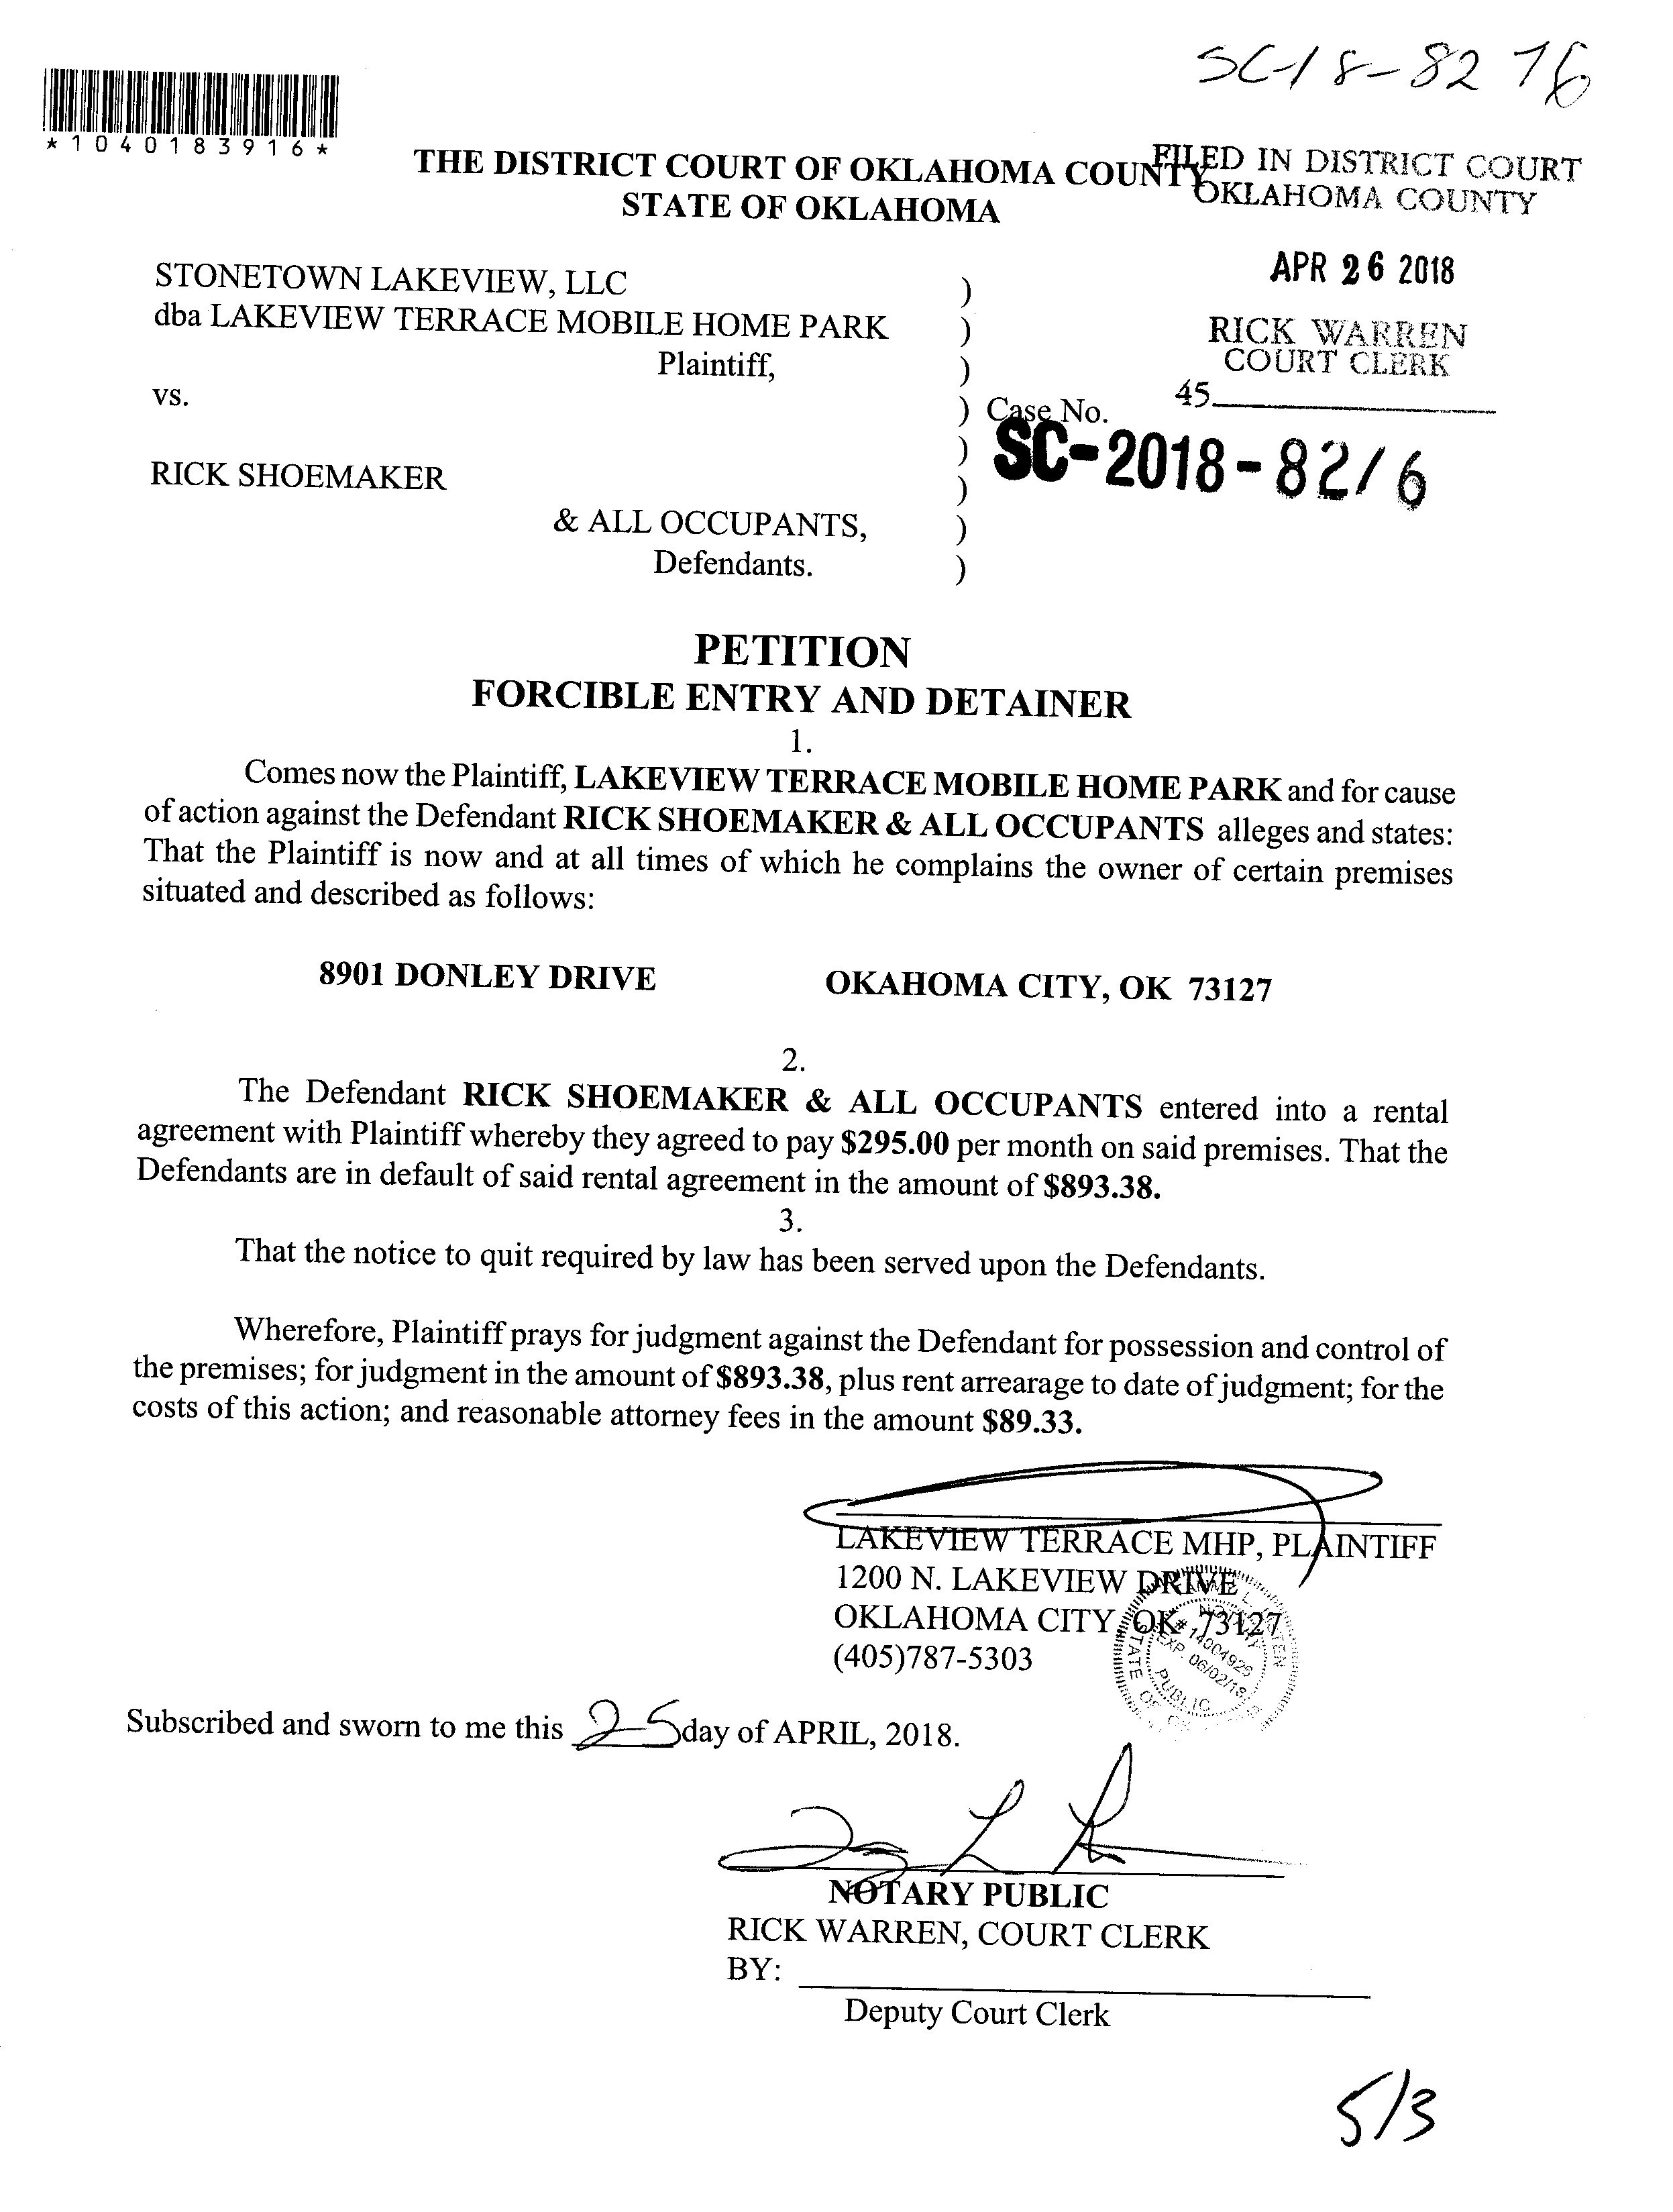 SC-18-8276
*1040183916*
THE DISTRICT COURT OF OKLAHOMA COUNTY
STATE OF OKLAHOMA
FILED IN DISTRICT COURT
OKLAHOMA COUNTY
APR 26 2018
RICK WARREN
COURT CLERK
45
STONETOWN LAKEVIEW, LLC )
dba LAKEVIEW TERRACE MOBILE HOME PARK )
Plaintiff, )
vs. ) Case No.
) SC-2018-8216
RICK SHOEMAKER )
& ALL OCCUPANTS, )
Defendants. )
PETITION
FORCIBLE ENTRY AND DETAINER
1.
Comes now the Plaintiff, LAKEVIEW TERRACE MOBILE HOME PARK and for cause
of action against the Defendant RICK SHOEMAKER & ALL OCCUPANTS alleges and states:
That the Plaintiff is now and at all times of which he complains the owner of certain premises
situated and described as follows:
8901 DONLEY DRIVE OKAHOMA CITY, OK 73127
2.
The Defendant RICK SHOEMAKER & ALL OCCUPANTS entered into a rental
agreement with Plaintiff whereby they agreed to pay $295.00 per month on said premises. That the
Defendants are in default of said rental agreement in the amount of $893.38.
3.
That the notice to quit required by law has been served upon the Defendants.
Wherefore, Plaintiff prays for judgment against the Defendant for possession and control of
the premises; for judgment in the amount of $893.38, plus rent arrearage to date of judgment; for the
costs of this action; and reasonable attorney fees in the amount $89.33.
LAKEVIEW TERRACE MHP, PLAINTIFF
1200 N. LAKEVIEW DRIVE
OKLAHOMA CITY, OK 73127
(405)787-5303
NOTARY
# 14004926
EXP. 06/02/18
PUBLIC
STATE OF
Subscribed and sworn to me this 25 day of APRIL, 2018.
NOTARY PUBLIC
RICK WARREN, COURT CLERK
BY:
Deputy Court Clerk
5/3